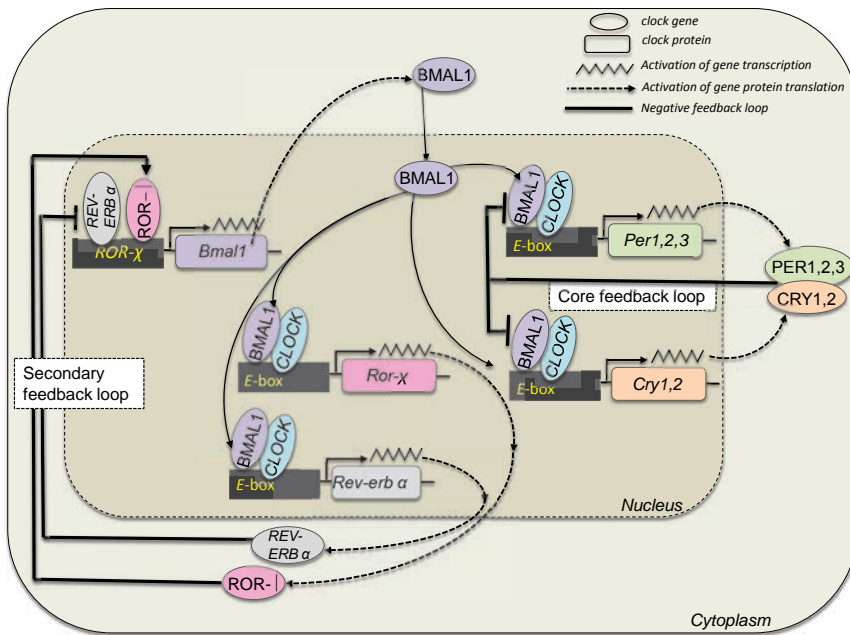 clock gene
clock protein
Activation of gene transcription
Activation of gene protein translation
Negative feedback loop
BMAL1
BMAL1
REV-
ERB α
ROR-
ROR-χ
Bmal1
BMAL1
CLOCK
E-box
Per1,2,3
PER1,2,3
CRY1,2
Core feedback loop
BMAL1
CLOCK
E-box
Cry1,2
BMAL1
CLOCK
E-box
Ror-χ
Secondary
feedback loop
BMAL1
CLOCK
E-box
Rev-erb α
Nucleus
REV-
ERB α
ROR-
Cytoplasm